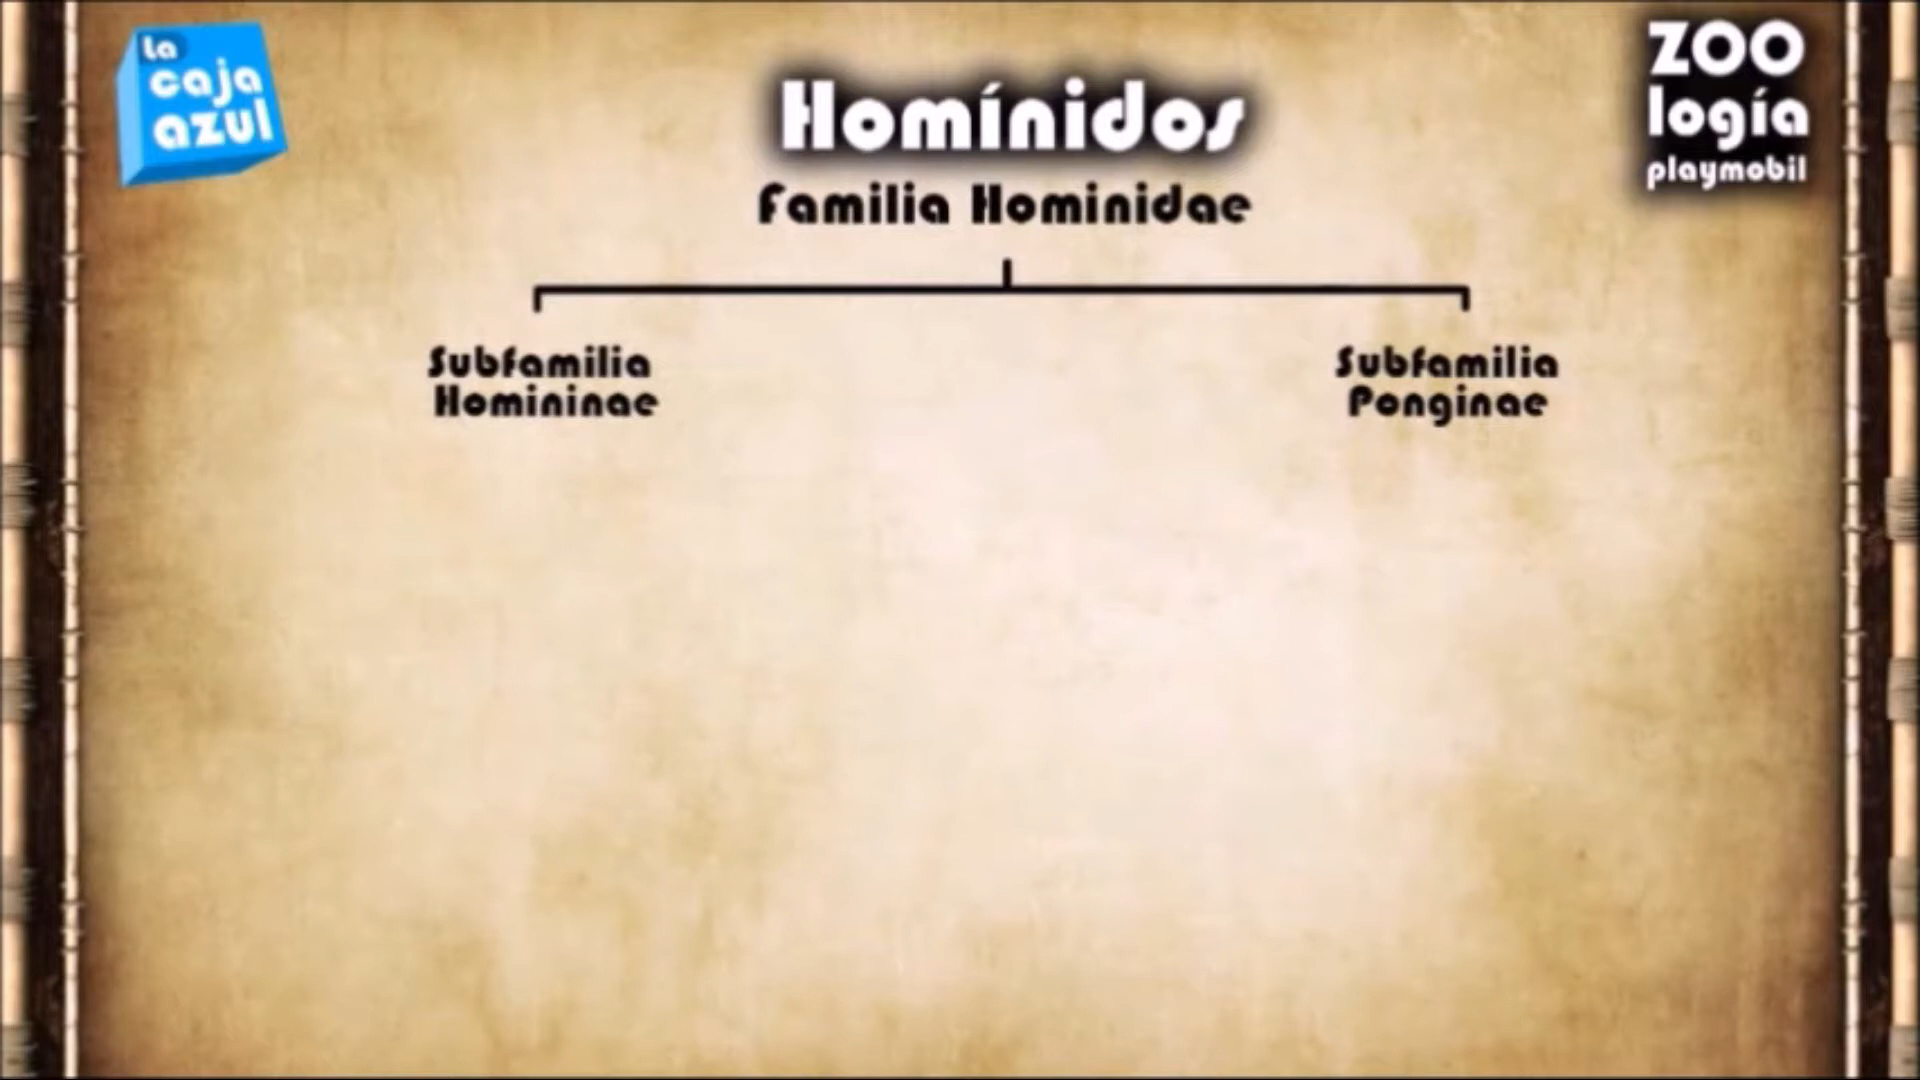 La
caja
azul
Homínidos
Familia Hominidae
ZOO
logía
playmobil
Subfamilia
Homininae
Subfamilia
Ponginae